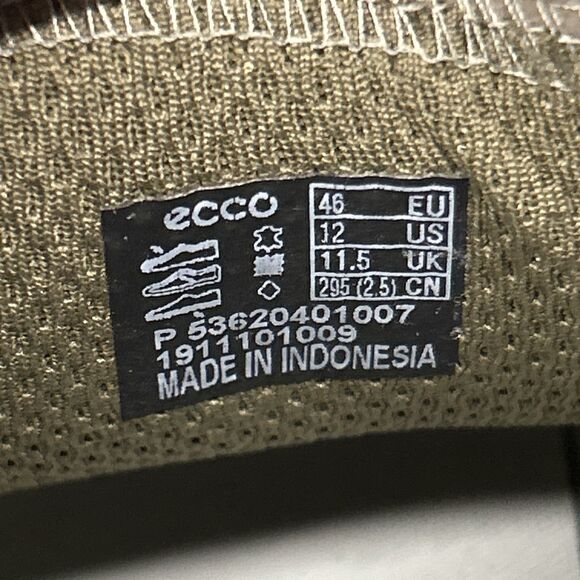 ecco
46 EU
12 US
11.5 UK
295 (2.5) CN
P 53620401007
1911101009
MADE IN INDONESIA